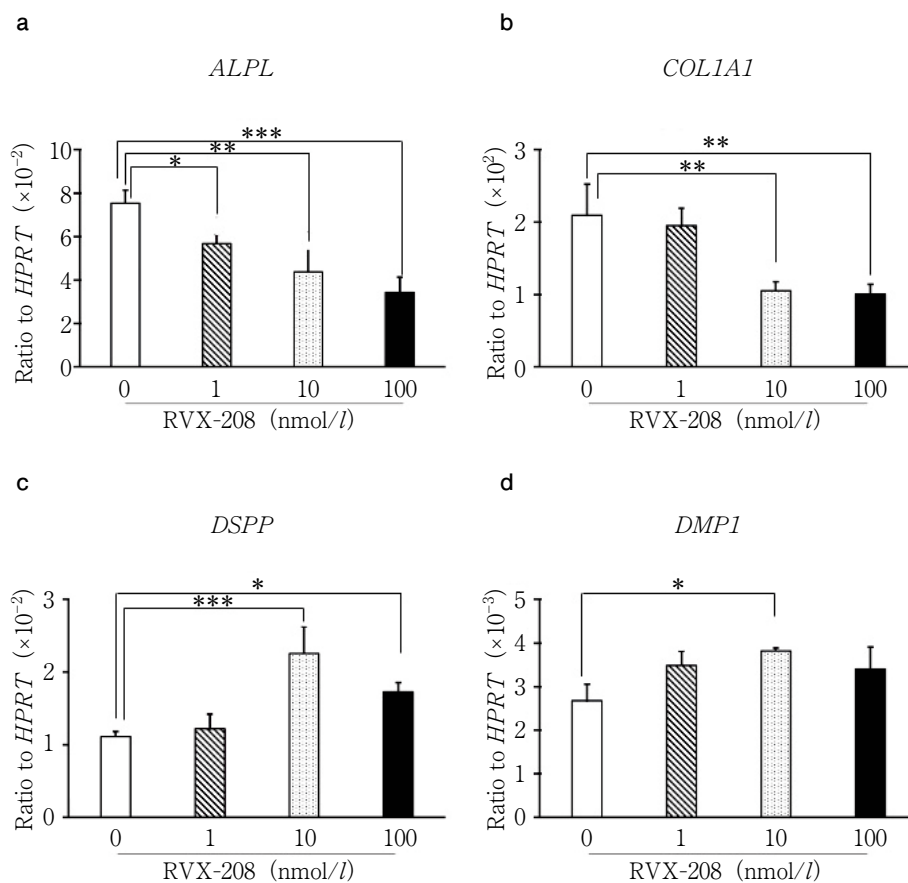 a
ALPL
Ratio to HPRT (×10⁻²)
10
8
6
4
2
0
***
**
*
0 1 10 100
RVX-208 (nmol/l)
b
COL1A1
Ratio to HPRT (×10²)
3
2
1
0
**
**
0 1 10 100
RVX-208 (nmol/l)
c
DSPP
Ratio to HPRT (×10⁻²)
3
2
1
0
*
***
0 1 10 100
RVX-208 (nmol/l)
d
DMP1
Ratio to HPRT (×10⁻³)
5
4
3
2
1
0
*
0 1 10 100
RVX-208 (nmol/l)